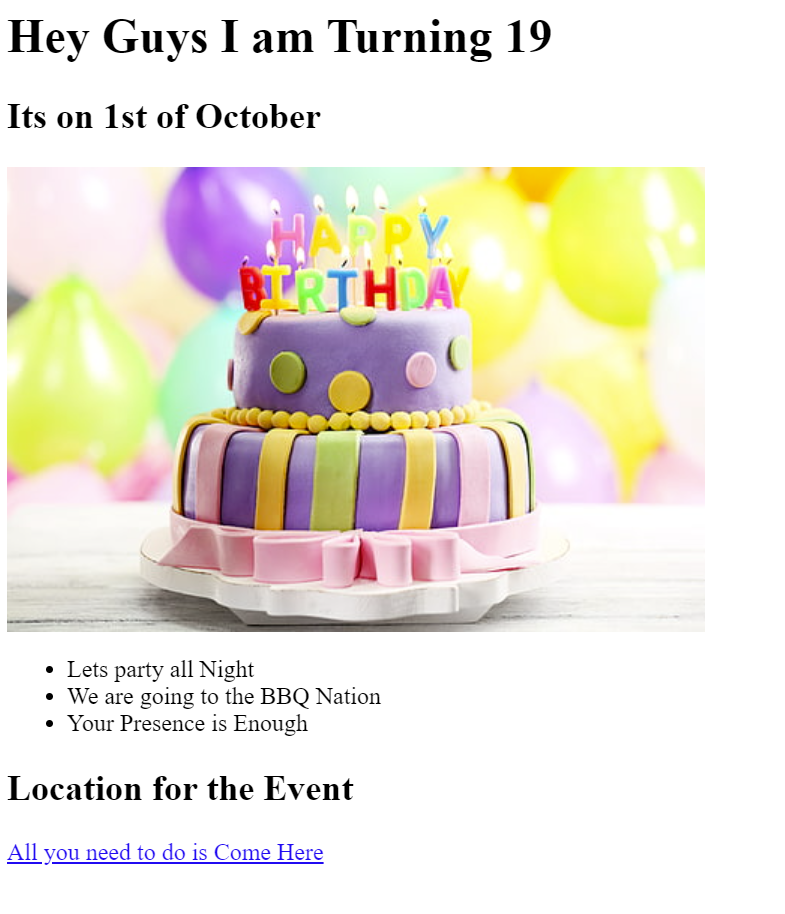 Hey Guys I am Turning 19
Its on 1st of October
HAPPY
BIRTHDAY
Lets party all Night
We are going to the BBQ Nation
Your Presence is Enough
Location for the Event
All you need to do is Come Here